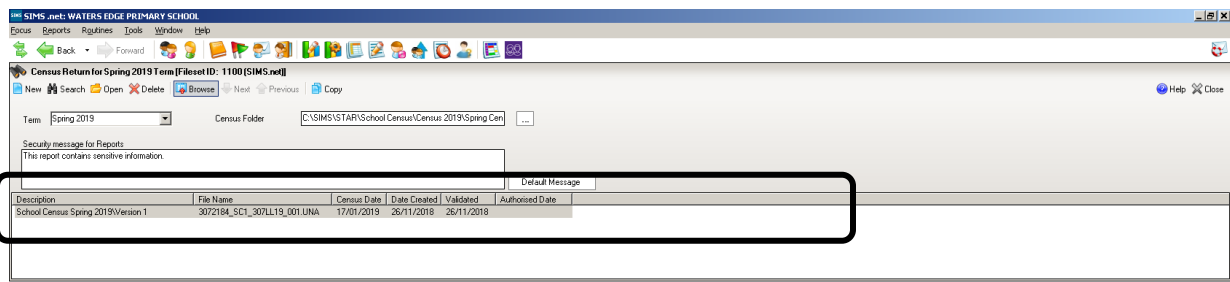 SIMS .net: WATERS EDGE PRIMARY SCHOOL
Focus Reports Routines Tools Window Help
Back Forward
Census Return for Spring 2019 Term [Fileset ID: 1100 (SIMS.net)]
New Search Open Delete Browse Next Previous Copy Help Close
Term Spring 2019 Census Folder C:\SIMS\STAR\School Census\Census 2019\Spring Cen ...
Security message for Reports
This report contains sensitive information.
Default Message
Description File Name Census Date Date Created Validated Authorised Date
School Census Spring 2019\Version 1 3072184_SC1_307LL19_001.UNA 17/01/2019 26/11/2018 26/11/2018